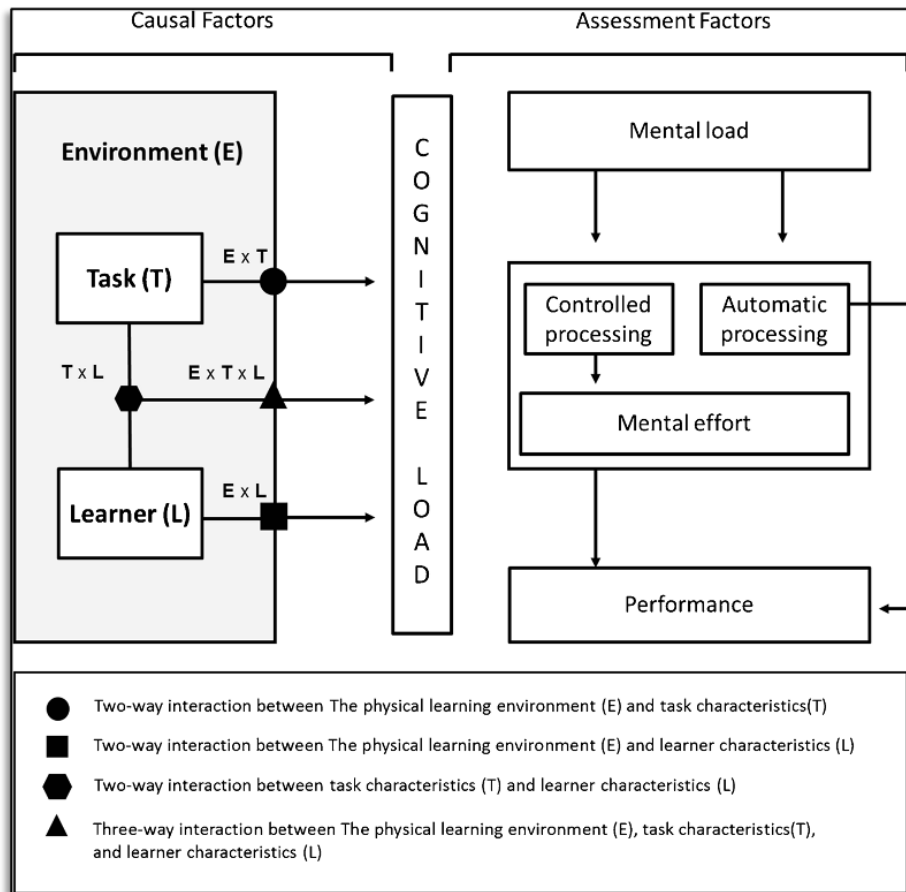 Causal Factors
Assessment Factors
Environment (E)
Task (T)
E x T
T x L
E x T x L
Learner (L)
E x L
C
O
G
N
I
T
I
V
E
L
O
A
D
Mental load
Controlled
processing
Automatic
processing
Mental effort
Performance
Two-way interaction between The physical learning environment (E) and task characteristics(T)
Two-way interaction between The physical learning environment (E) and learner characteristics (L)
Two-way interaction between task characteristics (T) and learner characteristics (L)
Three-way interaction between The physical learning environment (E), task characteristics(T),
and learner characteristics (L)